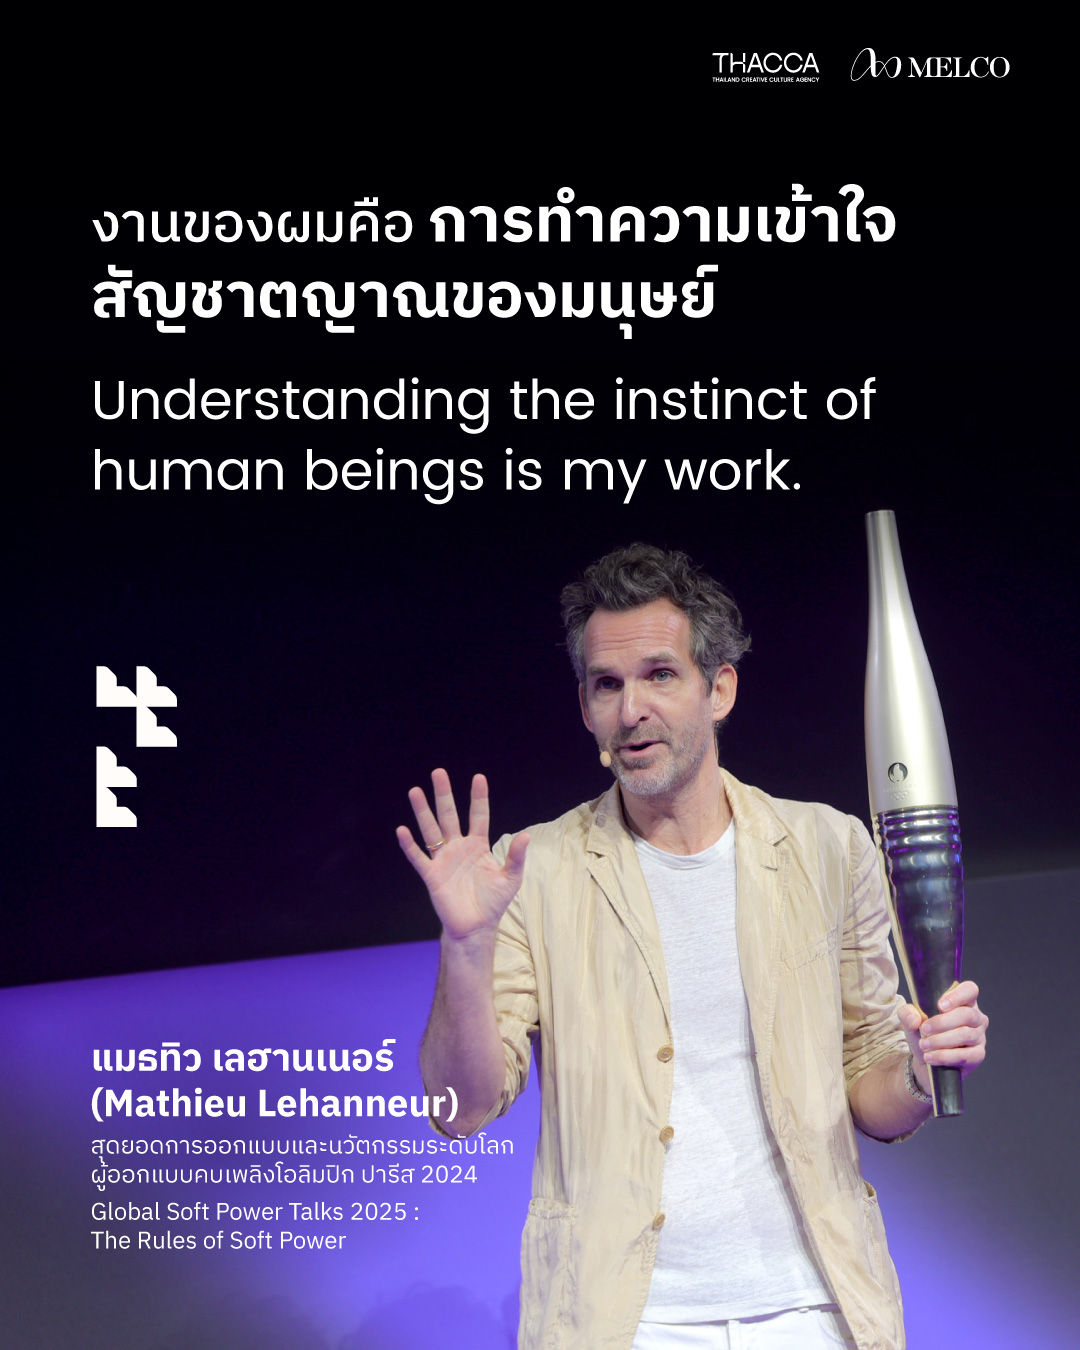 THACCA
THAILAND CREATIVE CULTURE AGENCY
MELCO
งานของผมคือ การทำความเข้าใจ
สัญชาตญาณของมนุษย์
Understanding the instinct of
human beings is my work.
แมธทิว เลฮานเนอร์
(Mathieu Lehanneur)
สุดยอดการออกแบบและนวัตกรรมระดับโลก
ผู้ออกแบบคบเพลิงโอลิมปิก ปารีส 2024
Global Soft Power Talks 2025 :
The Rules of Soft Power